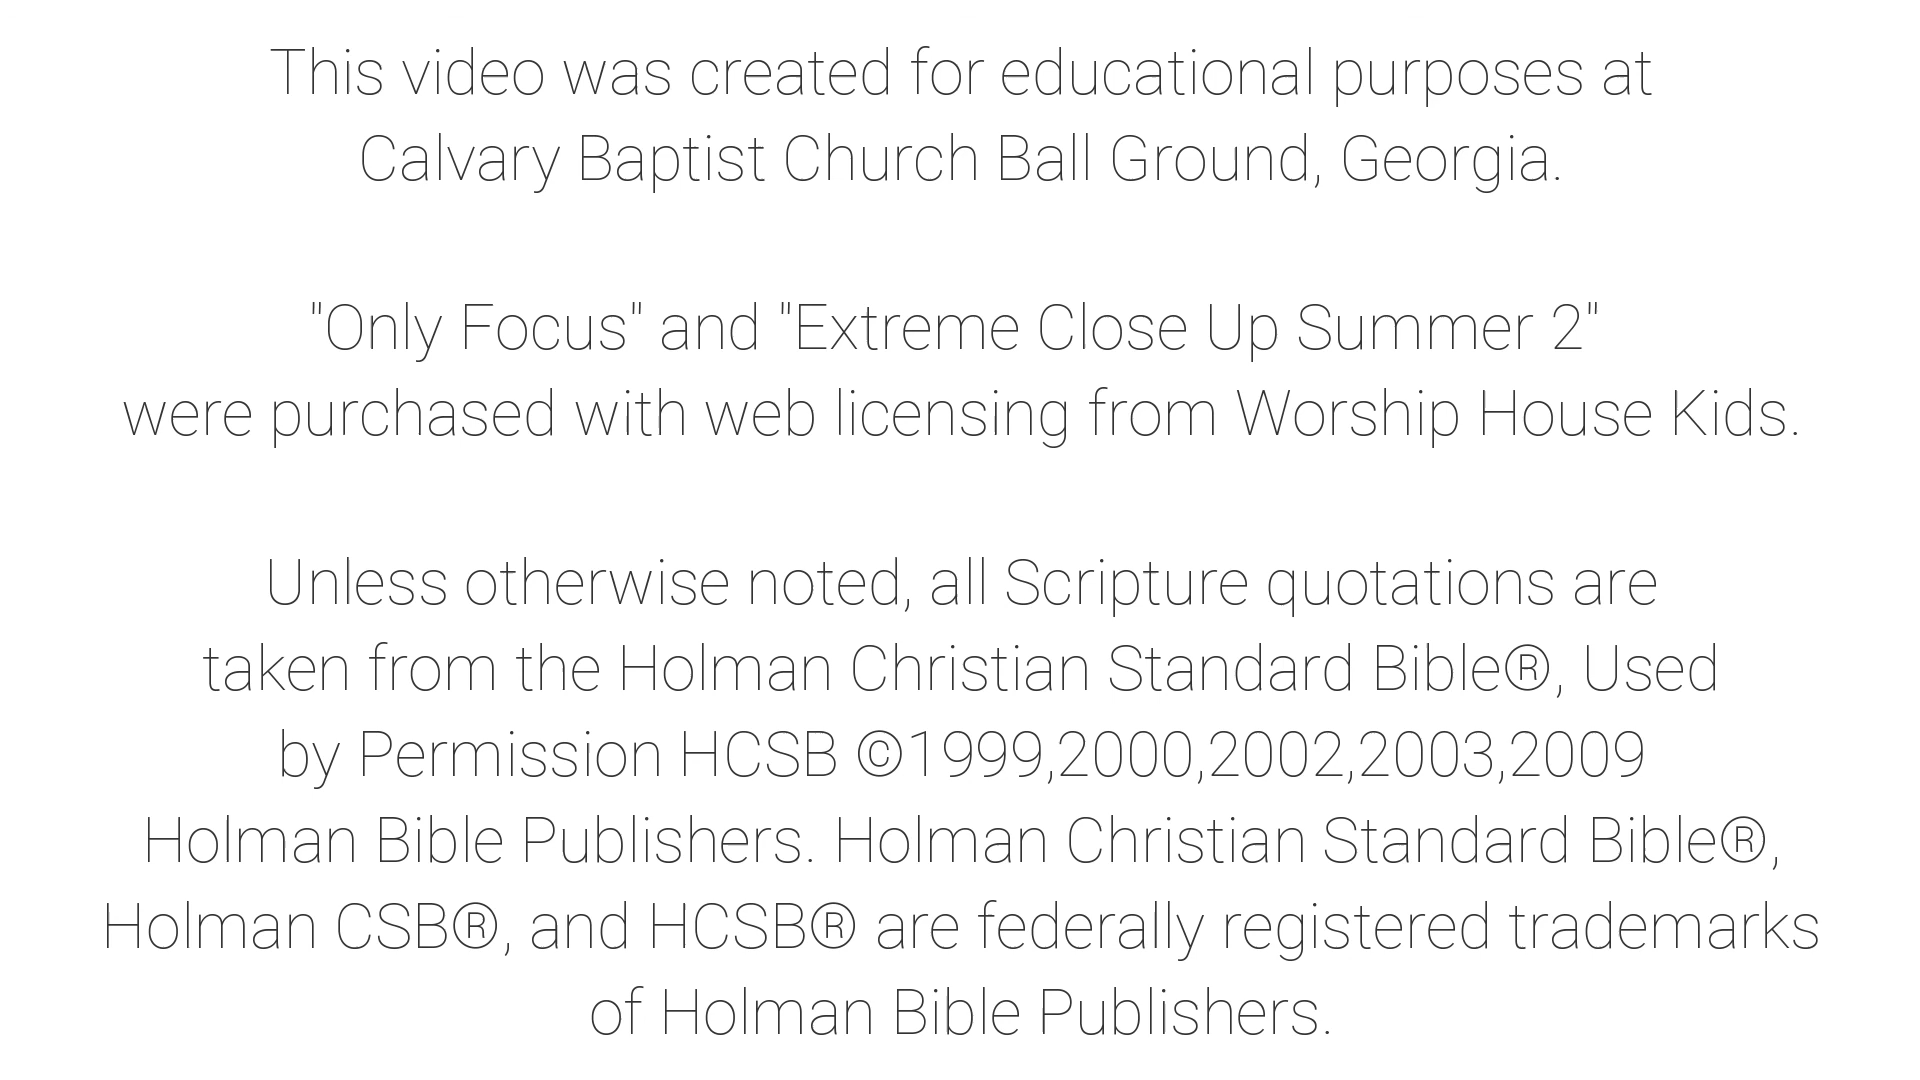 This video was created for educational purposes at
Calvary Baptist Church Ball Ground, Georgia.
"Only Focus" and "Extreme Close Up Summer 2"
were purchased with web licensing from Worship House Kids.
Unless otherwise noted, all Scripture quotations are
taken from the Holman Christian Standard Bible®, Used
by Permission HCSB ©1999,2000,2002,2003,2009
Holman Bible Publishers. Holman Christian Standard Bible®,
Holman CSB®, and HCSB® are federally registered trademarks
of Holman Bible Publishers.